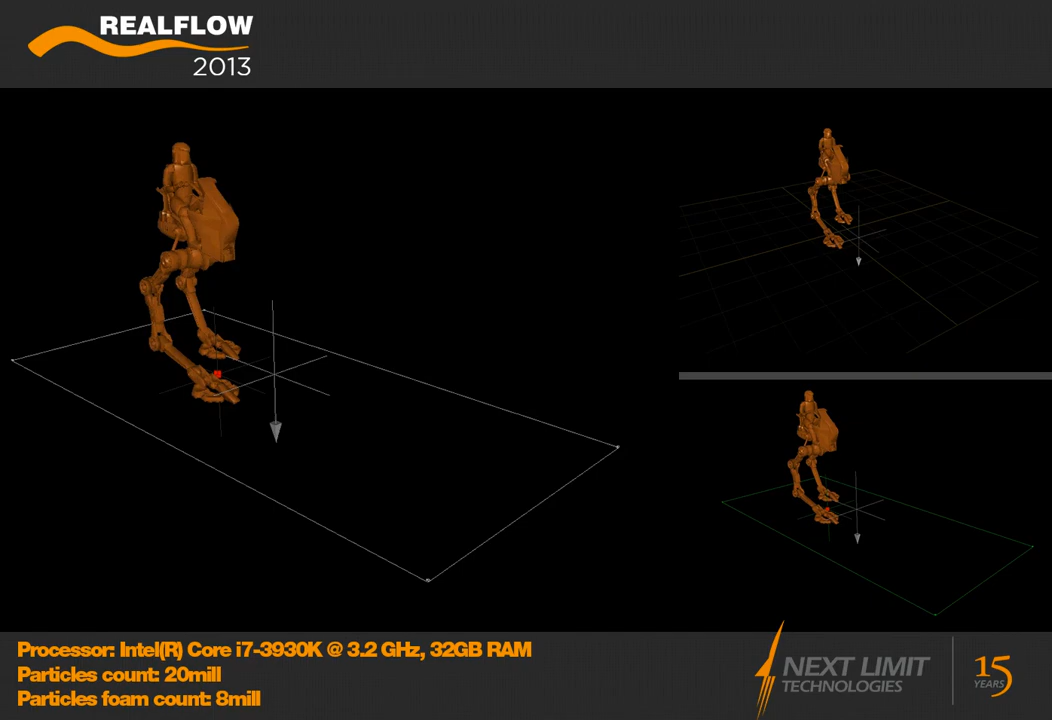 REALFLOW
2013
Processor: Intel(R) Core i7-3930K @ 3.2 GHz, 32GB RAM
Particles count: 20mill
Particles foam count: 8mill
NEXT LIMIT
TECHNOLOGIES
15
YEARS